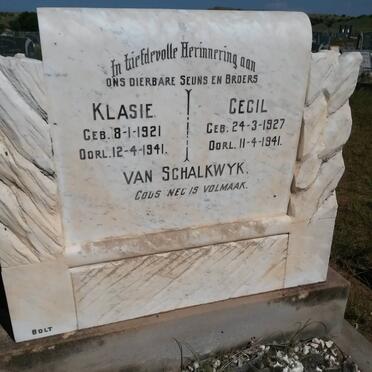 In Liefdevolle Herinnering aan
ONS DIERBARE SEUNS EN BROERS
KLASIE CECIL
GEB. 8-1-1921 GEB. 24-3-1927
OORL. 12-4-1941. OORL. 11-4-1941.
VAN SCHALKWYK.
GODS WEG IS VOLMAAK.
BOLT